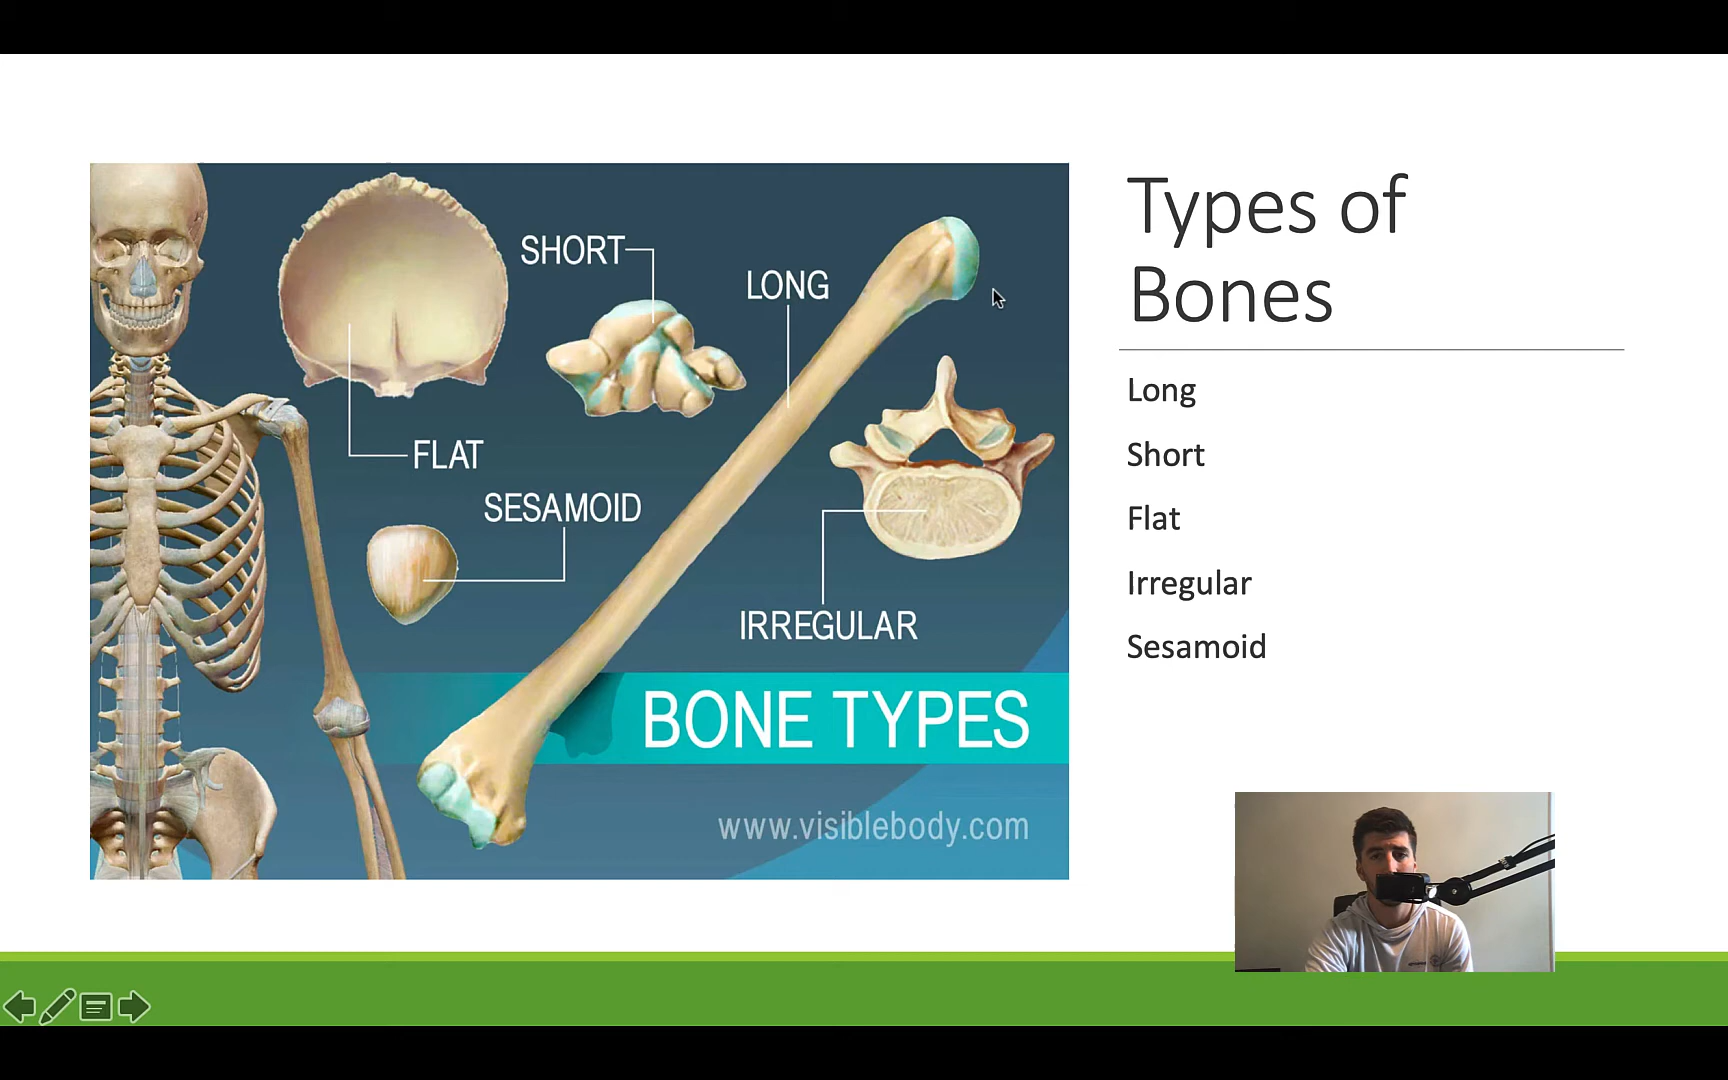 SHORT
LONG
FLAT
SESAMOID
IRREGULAR
BONE TYPES
www.visiblebody.com
Types of
Bones
Long
Short
Flat
Irregular
Sesamoid